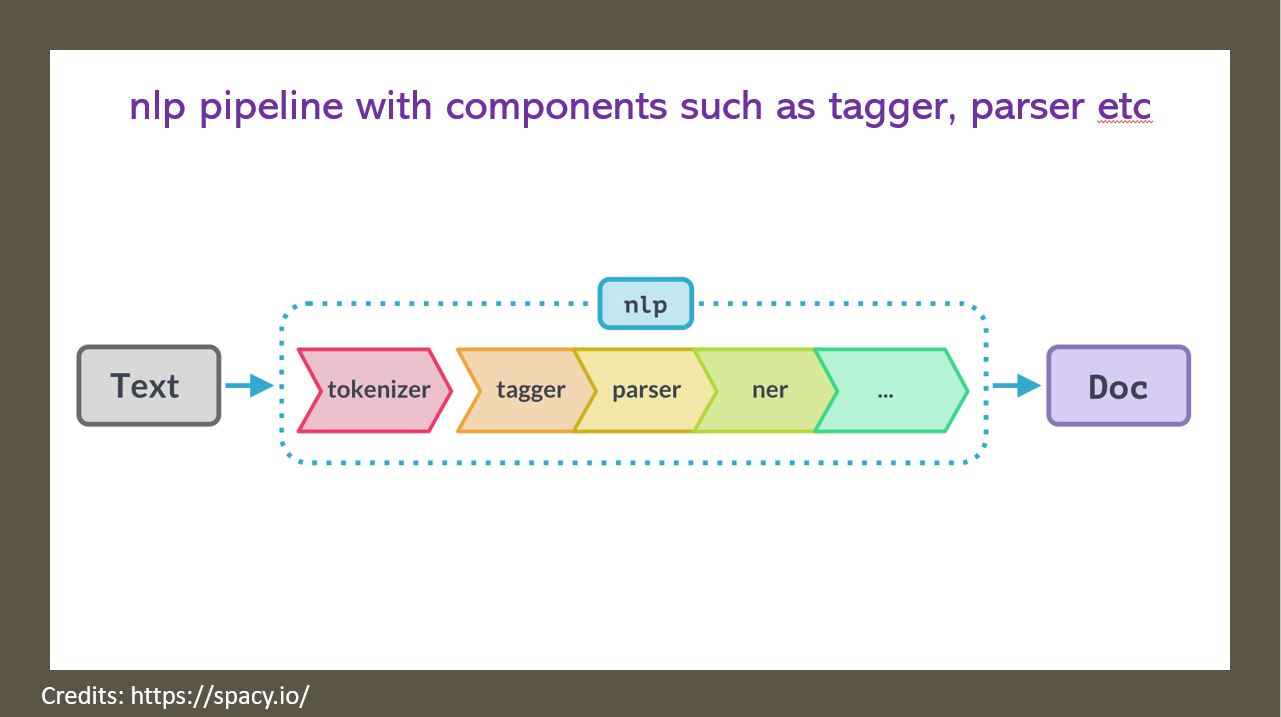 nlp pipeline with components such as tagger, parser etc
nlp
Text
tokenizer
tagger
parser
ner
...
Doc
Credits: https://spacy.io/